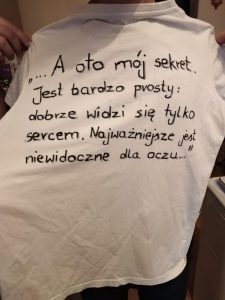 "... A oto mój sekret.
Jest bardzo prosty:
dobrze widzi się tylko
sercem. Najważniejsze jest
niewidoczne dla oczu..."